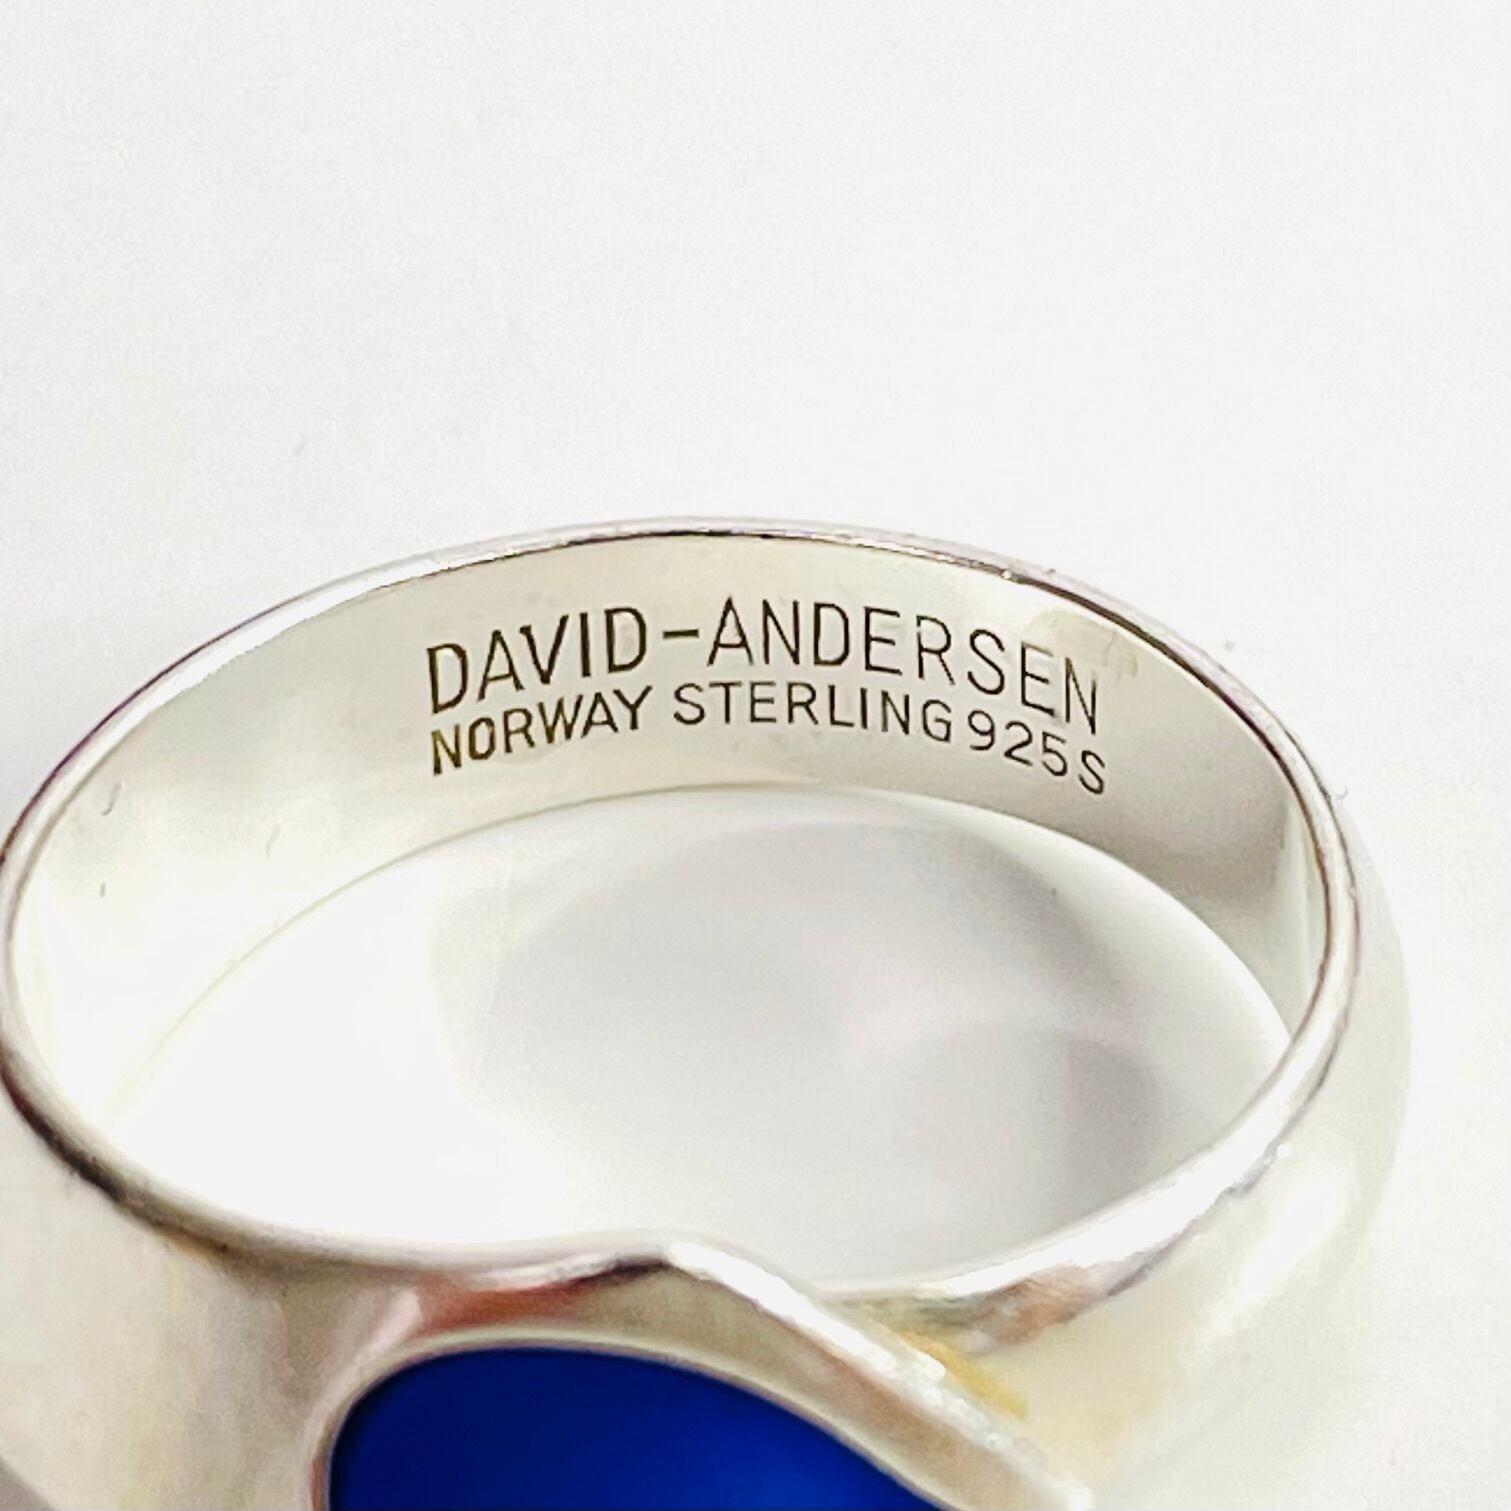 DAVID-ANDERSEN
NORWAY STERLING 925S